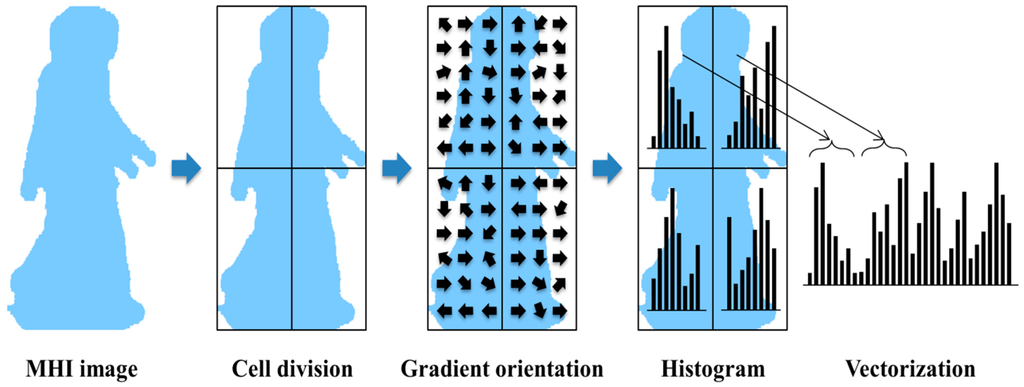 MHI image
Cell division
Gradient orientation
Histogram
Vectorization